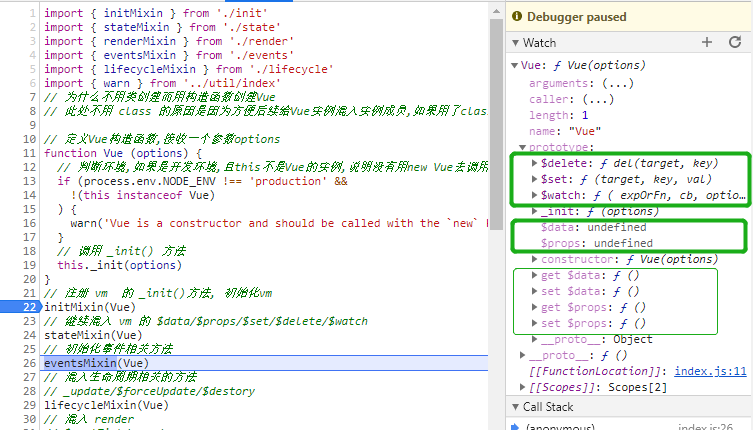 1 import { initMixin } from './init'
2 import { stateMixin } from './state'
3 import { renderMixin } from './render'
4 import { eventsMixin } from './events'
5 import { lifecycleMixin } from './lifecycle'
6 import { warn } from '../util/index'
7 // 为什么不用类创建而用构造函数创建Vue
8 // 此处不用 class 的原因是因为方便后续给Vue实例混入实例成员,如果用了clas
9
10 // 定义Vue构造函数,接收一个参数options
11 function Vue (options) {
12 // 判断环境,如果是开发环境,且this不是Vue的实例,说明没有用new Vue去调用
13 if (process.env.NODE_ENV !== 'production' &&
14 !(this instanceof Vue)
15 ) {
16 warn('Vue is a constructor and should be called with the `new`
17 }
18 // 调用 _init() 方法
19 this._init(options)
20 }
21 // 注册 vm 的 _init()方法, 初始化vm
22 initMixin(Vue)
23 // 继续混入 vm 的 $data/$props/$set/$delete/$watch
24 stateMixin(Vue)
25 // 初始化事件相关方法
26 eventsMixin(Vue)
27 // 混入生命周期相关的方法
28 // _update/$forceUpdate/$destory
29 lifecycleMixin(Vue)
30 // 混入 render
Debugger paused
Watch
Vue: ƒ Vue(options)
arguments: (...)
caller: (...)
length: 1
name: "Vue"
prototype:
$delete: ƒ del(target, key)
$set: ƒ (target, key, val)
$watch: ƒ ( expOrFn, cb, optio…
_init: ƒ (options)
$data: undefined
$props: undefined
constructor: ƒ Vue(options)
get $data: ƒ ()
set $data: ƒ ()
get $props: ƒ ()
set $props: ƒ ()
__proto__: Object
__proto__: ƒ ()
[[FunctionLocation]]: index.js:11
[[Scopes]]: Scopes[2]
Call Stack
(anonymous) index.js:26